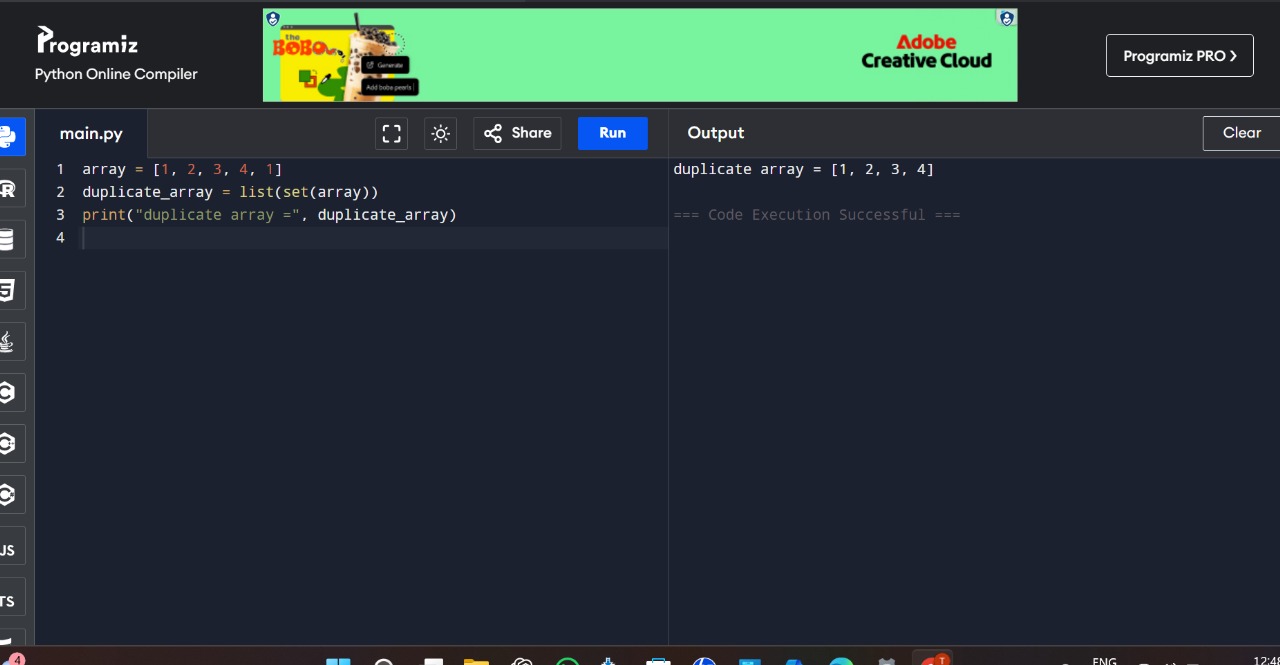 Programiz
Python Online Compiler
the
BOBO
Generate
Add boba pearls
Adobe
Creative Cloud
Programiz PRO
main.py
Share
Run
Output
Clear
1 array = [1, 2, 3, 4, 1]
2 duplicate_array = list(set(array))
3 print("duplicate array =", duplicate_array)
4
duplicate array = [1, 2, 3, 4]
=== Code Execution Successful ===
JS
TS
4
T
ENG
12:48